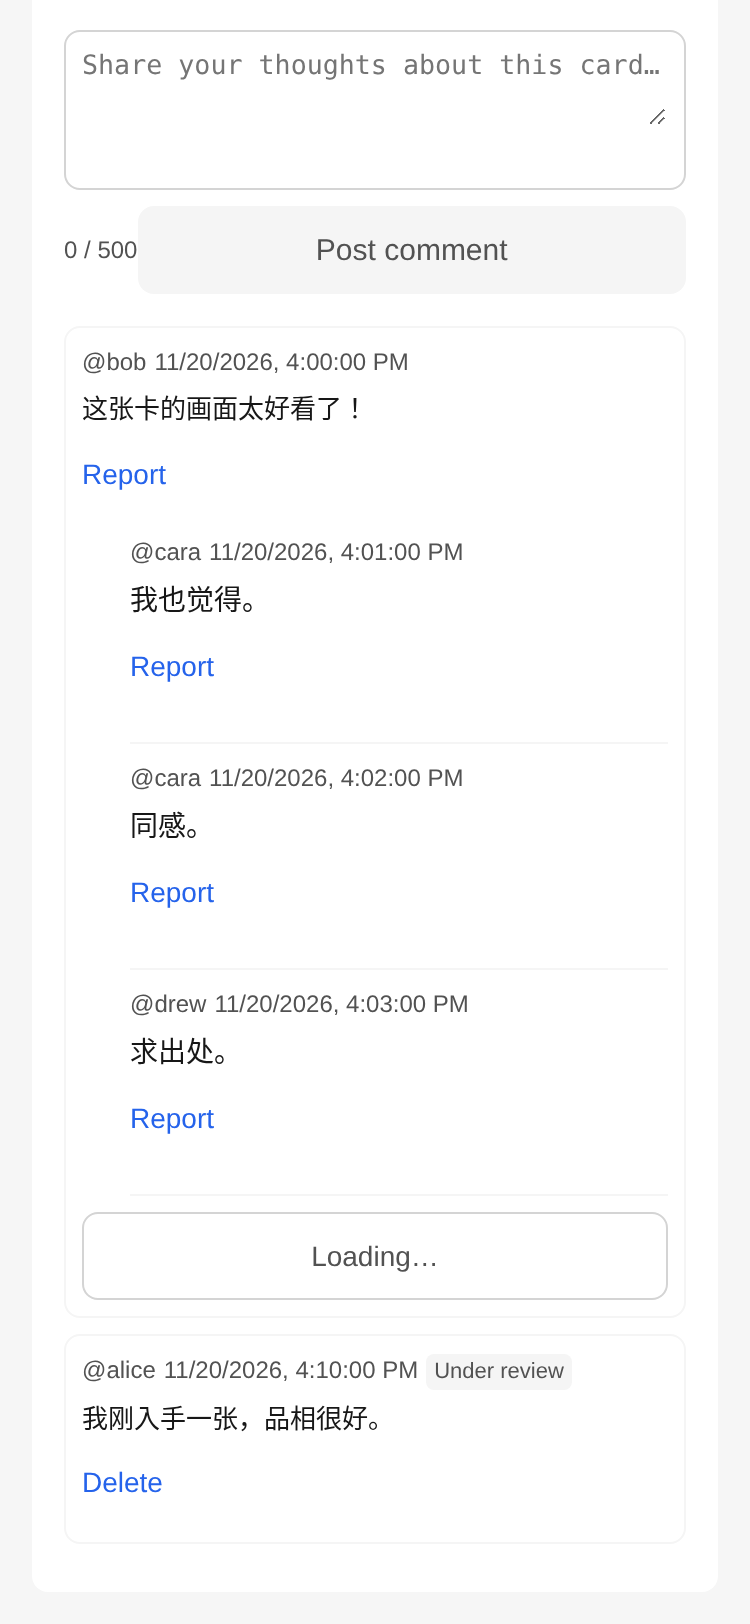 Share your thoughts about this card…
0 / 500
Post comment
@bob 11/20/2026, 4:00:00 PM
这张卡的画面太好看了！
Report
@cara 11/20/2026, 4:01:00 PM
我也觉得。
Report
@cara 11/20/2026, 4:02:00 PM
同感。
Report
@drew 11/20/2026, 4:03:00 PM
求出处。
Report
Loading…
@alice 11/20/2026, 4:10:00 PM Under review
我刚入手一张，品相很好。
Delete